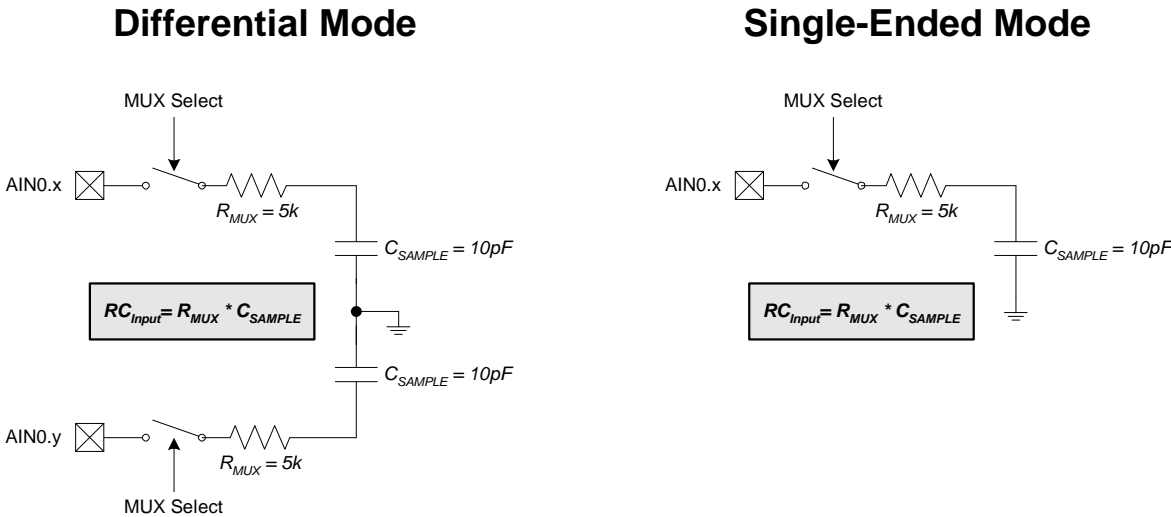 Differential Mode
MUX Select
AIN0.x
R_MUX = 5k
C_SAMPLE = 10pF
RC_Input= R_MUX * C_SAMPLE
C_SAMPLE = 10pF
AIN0.y
R_MUX = 5k
MUX Select
Single-Ended Mode
MUX Select
AIN0.x
R_MUX = 5k
C_SAMPLE = 10pF
RC_Input= R_MUX * C_SAMPLE